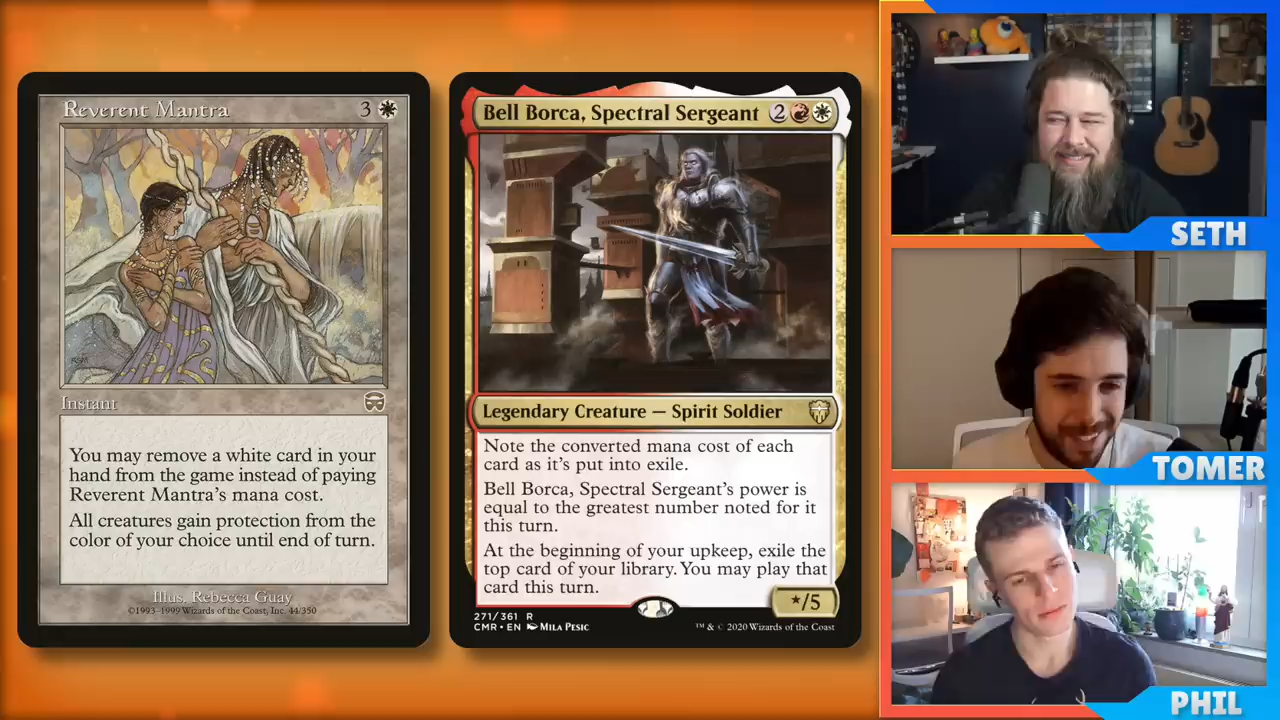 Reverent Mantra 3
RGM
Instant
You may remove a white card in your
hand from the game instead of paying
Reverent Mantra's mana cost.
All creatures gain protection from the
color of your choice until end of turn.
Illus. Rebecca Guay
©1993-1999 Wizards of the Coast, Inc. 44/350
Bell Borca, Spectral Sergeant 2
Legendary Creature — Spirit Soldier
Note the converted mana cost of each
card as it's put into exile.
Bell Borca, Spectral Sergeant's power is
equal to the greatest number noted for it
this turn.
At the beginning of your upkeep, exile the
top card of your library. You may play that
card this turn.
*/5
271/361 R
CMR • EN Mila Pesic
™ & © 2020 Wizards of the Coast
SETH
TOMER
PHIL